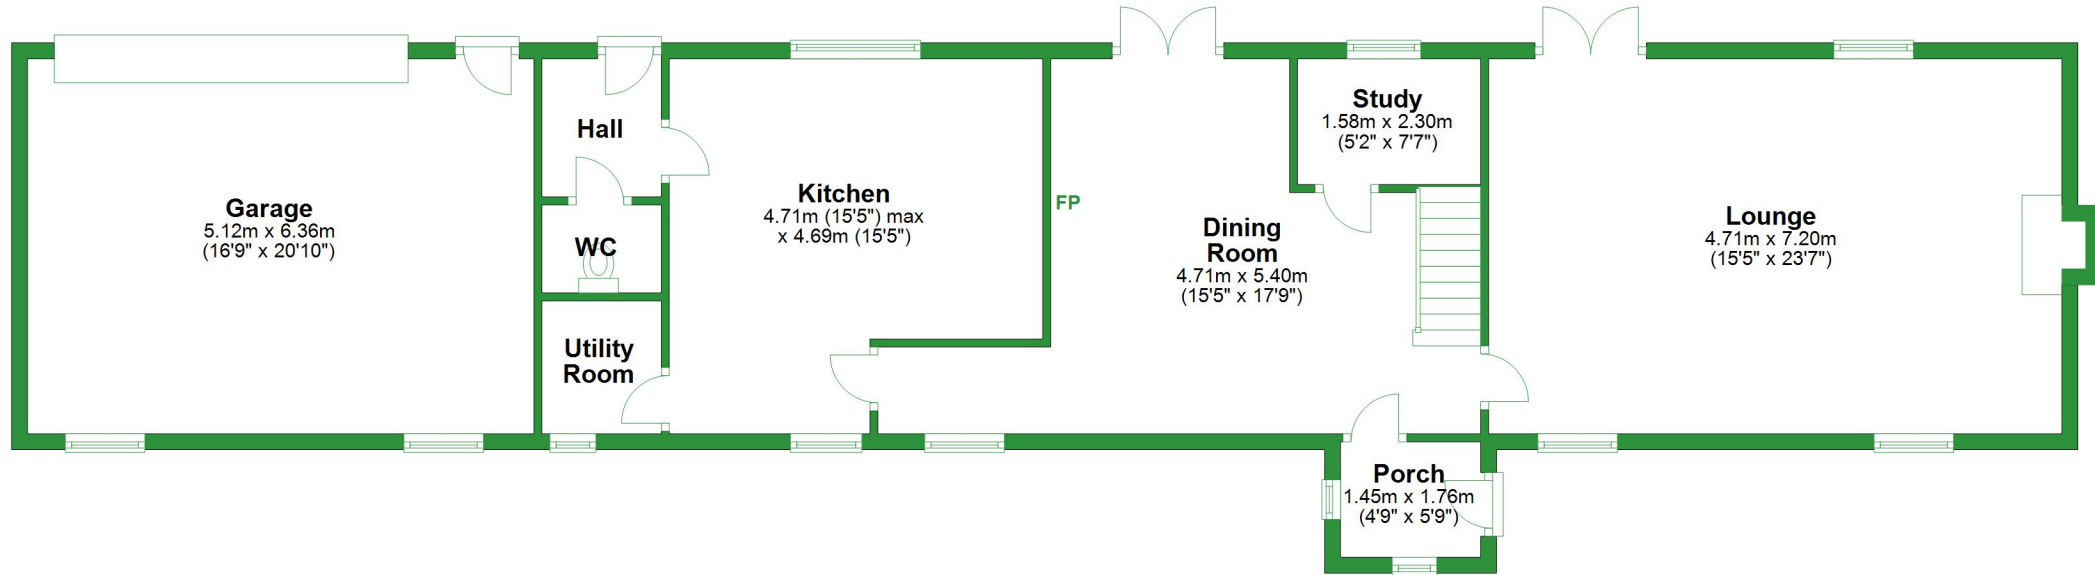 Garage
5.12m x 6.36m
(16'9" x 20'10")
Hall
WC
Utility
Room
Kitchen
4.71m (15'5") max
x 4.69m (15'5")
FP
Dining
Room
4.71m x 5.40m
(15'5" x 17'9")
Study
1.58m x 2.30m
(5'2" x 7'7")
Lounge
4.71m x 7.20m
(15'5" x 23'7")
Porch
1.45m x 1.76m
(4'9" x 5'9")